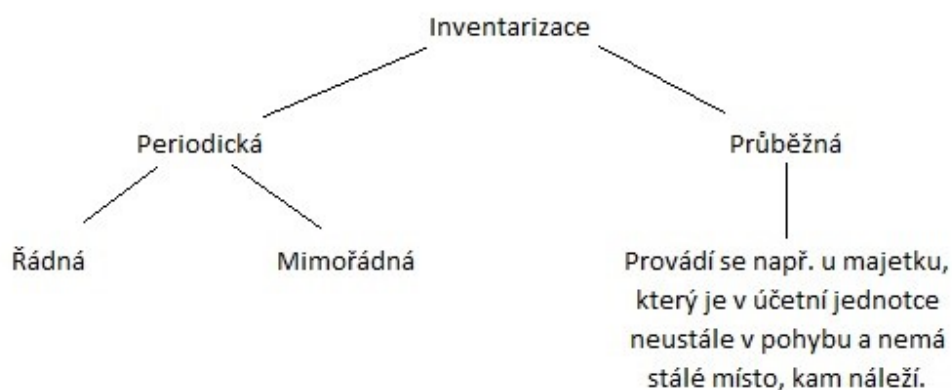 Inventarizace
Periodická
Průběžná
Řádná
Mimořádná
Provádí se např. u majetku,
který je v účetní jednotce
neustále v pohybu a nemá
stálé místo, kam náleží.